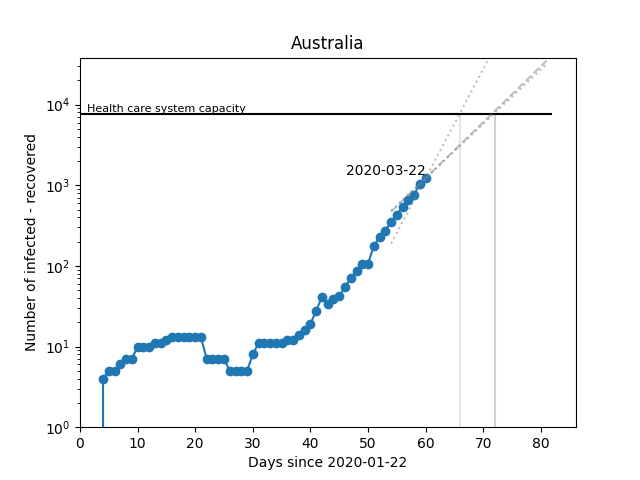 Australia
Number of infected - recovered
10^4
10^3
10^2
10^1
10^0
Health care system capacity
2020-03-22
0 10 20 30 40 50 60 70 80
Days since 2020-01-22